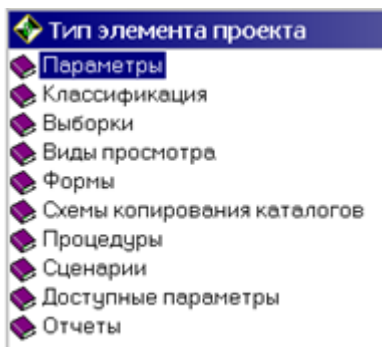 Тип элемента проекта
Параметры
Классификация
Выборки
Виды просмотра
Формы
Схемы копирования каталогов
Процедуры
Сценарии
Доступные параметры
Отчеты